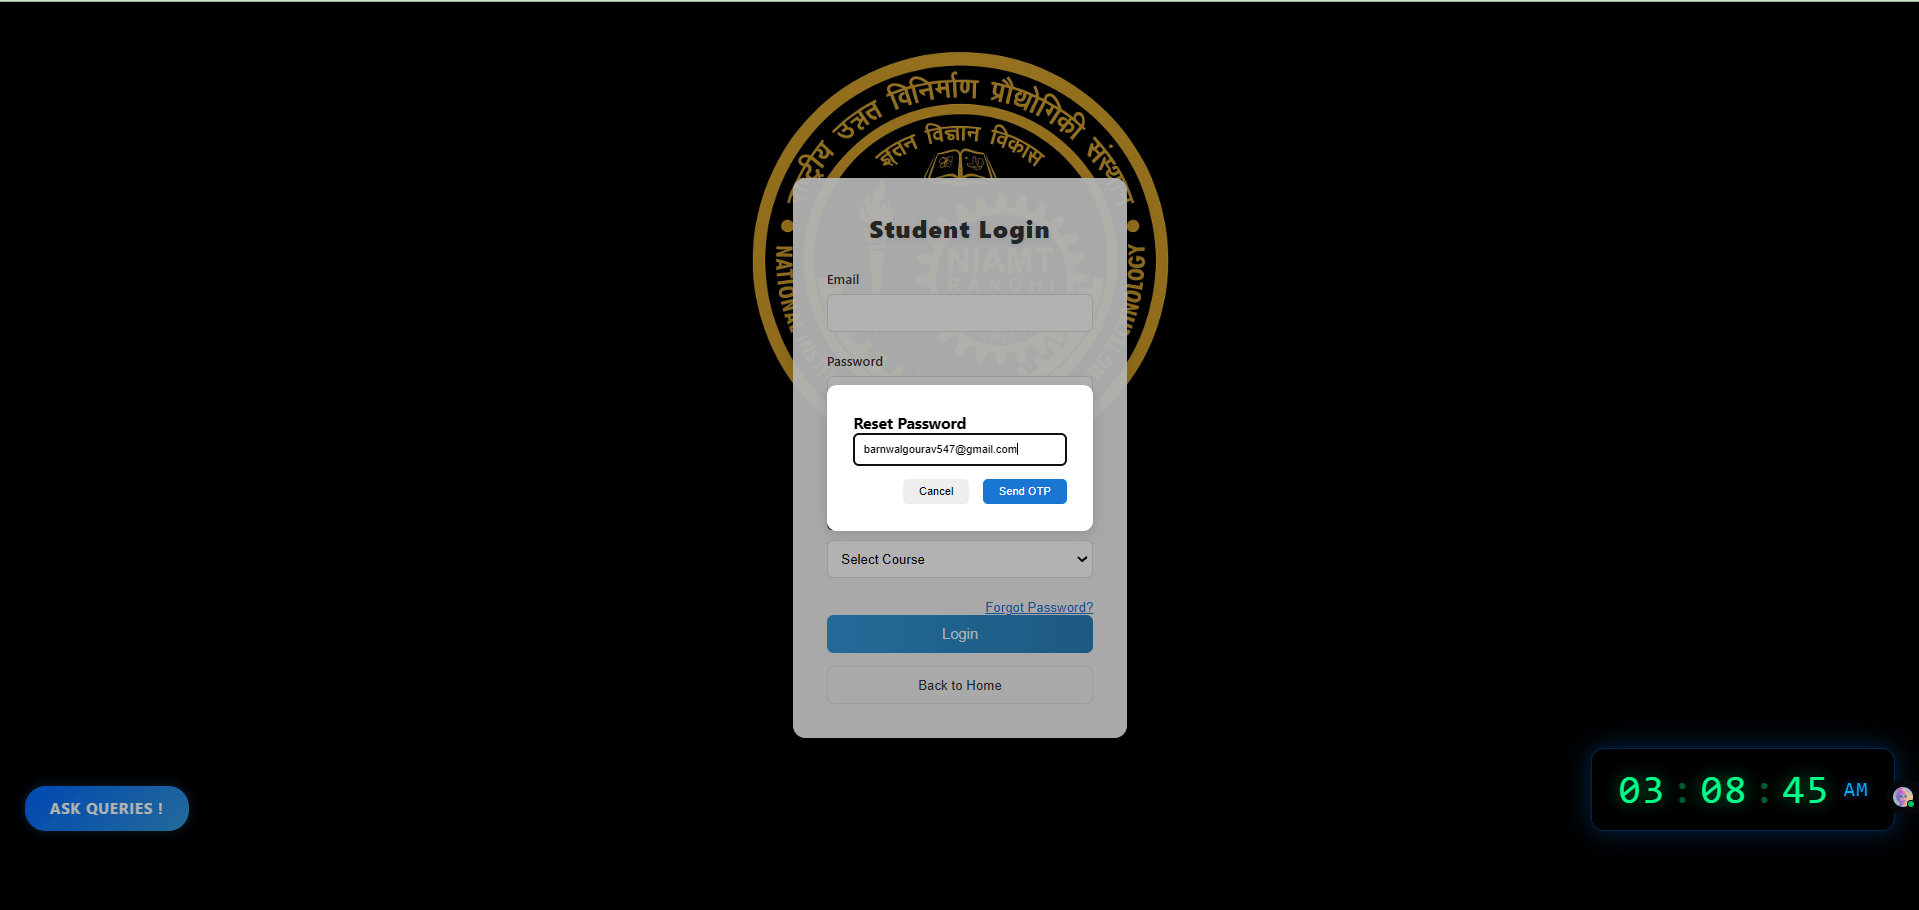 राष्ट्रीय उन्नत विनिर्माण प्रौद्योगिकी संस्थान
ज्ञान विज्ञान विकास
Student Login
NIAMT
RANCHI
NATIONAL
TECHNOLOGY
Email
Password
Reset Password
barnwalgourav547@gmail.com
Cancel
Send OTP
Select Course
Forgot Password?
Login
Back to Home
ASK QUERIES !
03:08:45 AM